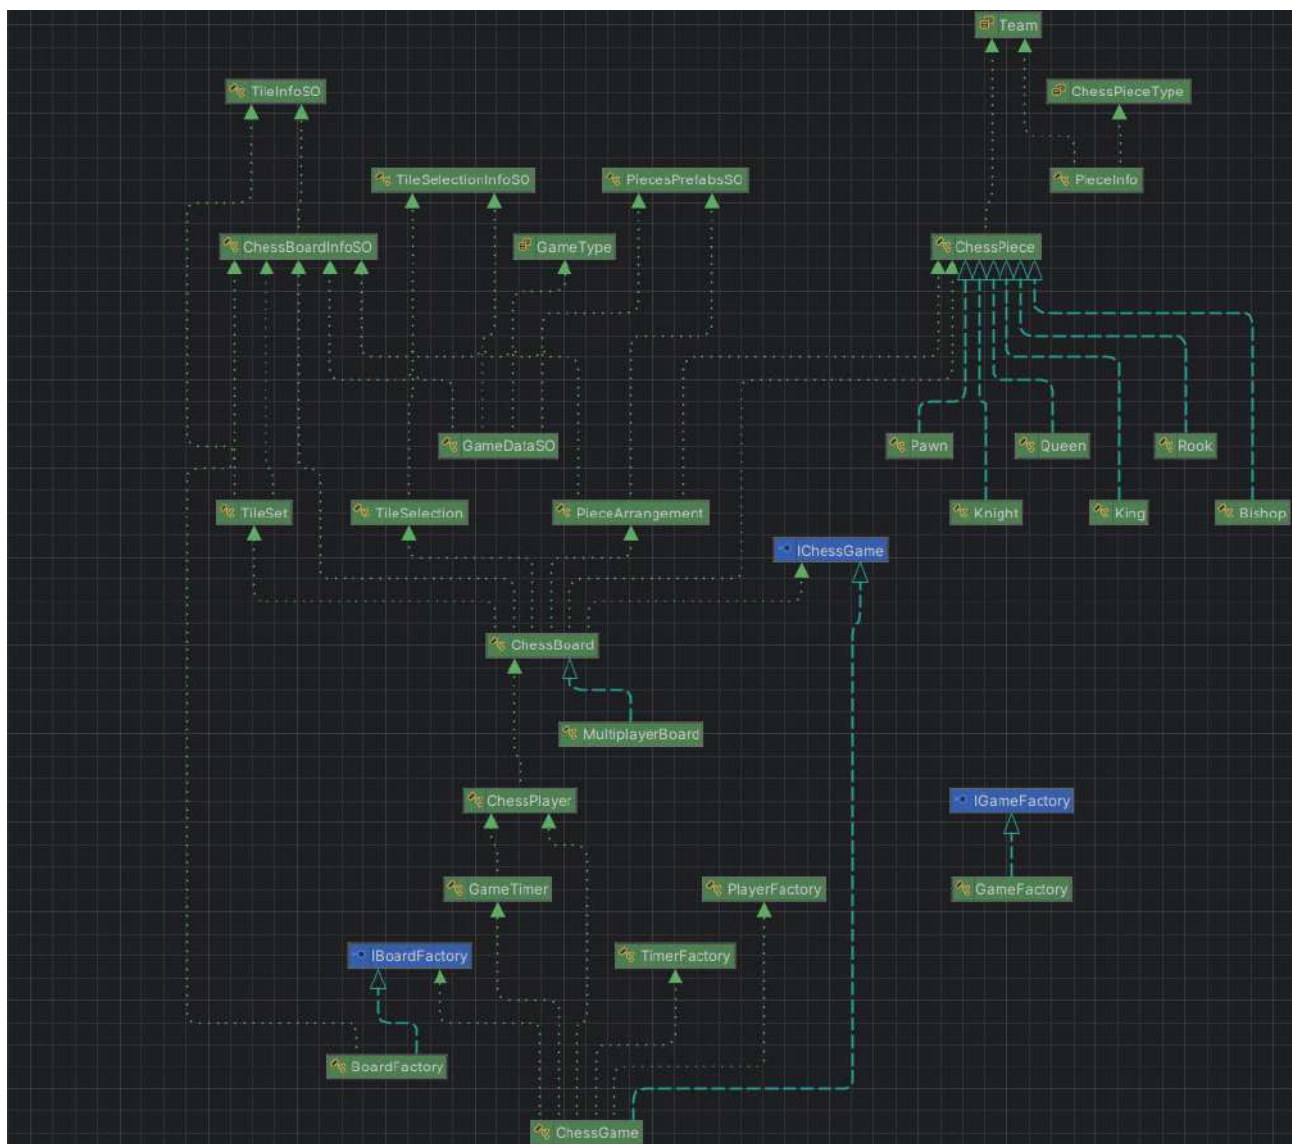 Team
TileInfoSO
ChessPieceType
TileSelectionInfoSO
PiecesPrefabsSO
PieceInfo
ChessBoardInfoSO
GameType
ChessPiece
GameDataSO
Pawn
Queen
Rook
TileSet
TileSelection
PieceArrangement
Knight
King
Bishop
IChessGame
ChessBoard
MultiplayerBoard
ChessPlayer
IGameFactory
GameTimer
PlayerFactory
GameFactory
IBoardFactory
TimerFactory
BoardFactory
ChessGame